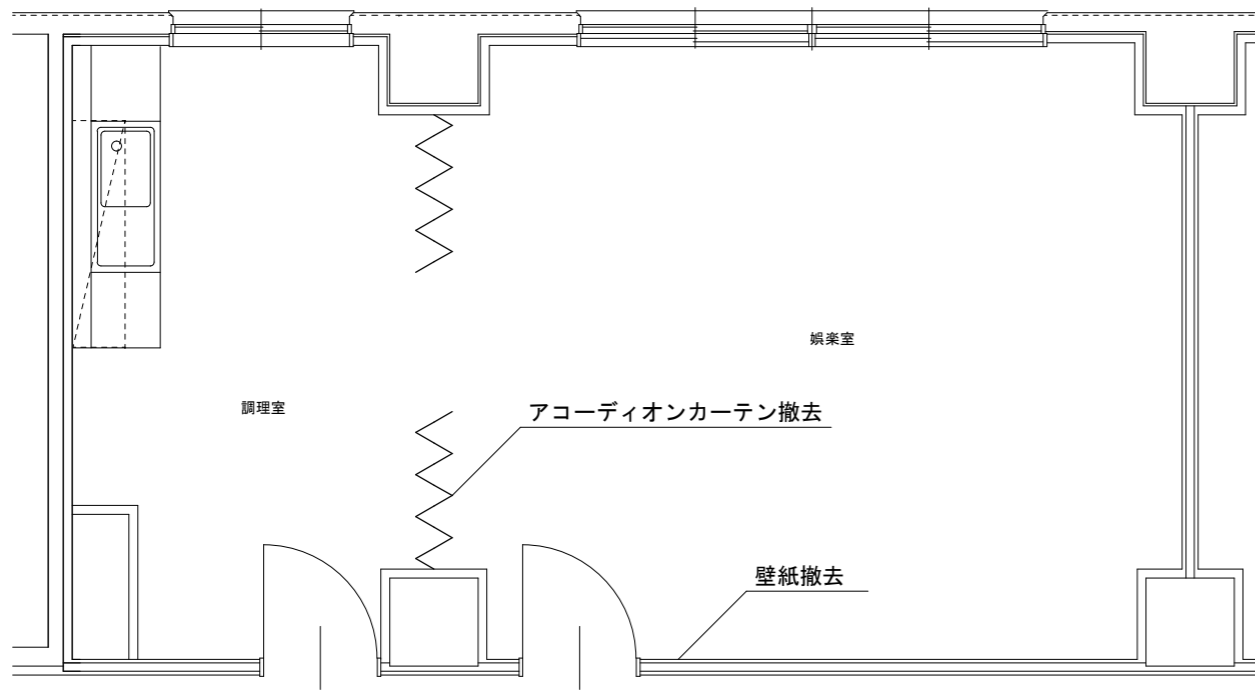 娯楽室
調理室
アコーディオンカーテン撤去
壁紙撤去